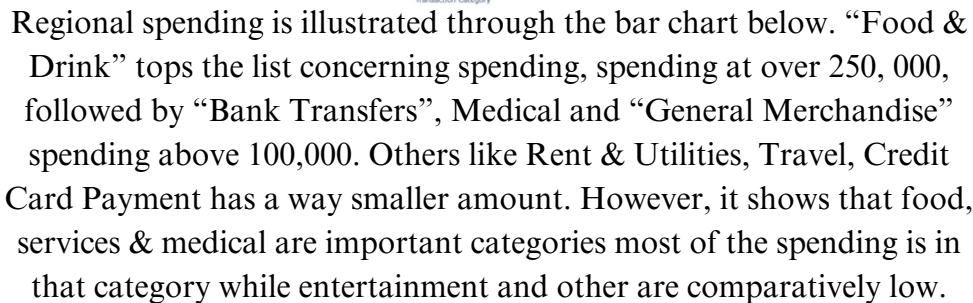 Transaction Category
Regional spending is illustrated through the bar chart below. “Food &
Drink” tops the list concerning spending, spending at over 250, 000,
followed by “Bank Transfers”, Medical and “General Merchandise”
spending above 100,000. Others like Rent & Utilities, Travel, Credit
Card Payment has a way smaller amount. However, it shows that food,
services & medical are important categories most of the spending is in
that category while entertainment and other are comparatively low.